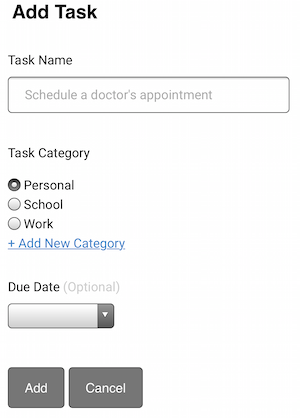 Add Task
Task Name
Schedule a doctor's appointment
Task Category
Personal
School
Work
+ Add New Category
Due Date (Optional)
Add Cancel